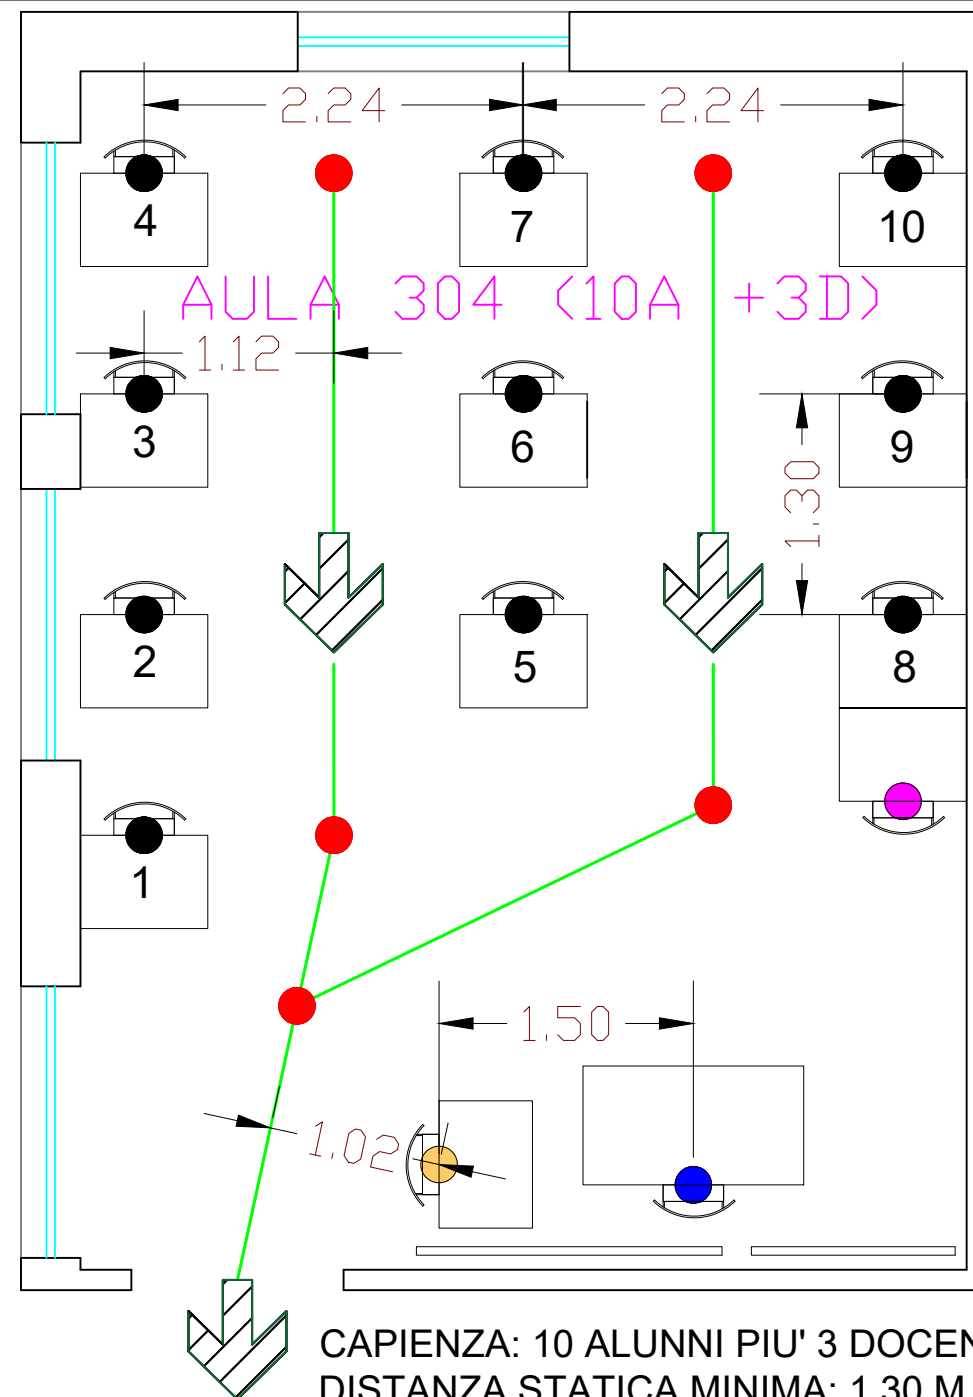 2.24 2.24
4 7 10
AULA 304 (10A +3D)
1.12
3 6 9
1.30
2 5 8
1
1.50
1.02
CAPIENZA: 10 ALUNNI PIU' 3 DOCEN
DISTANZA STATICA MINIMA: 1.30 M